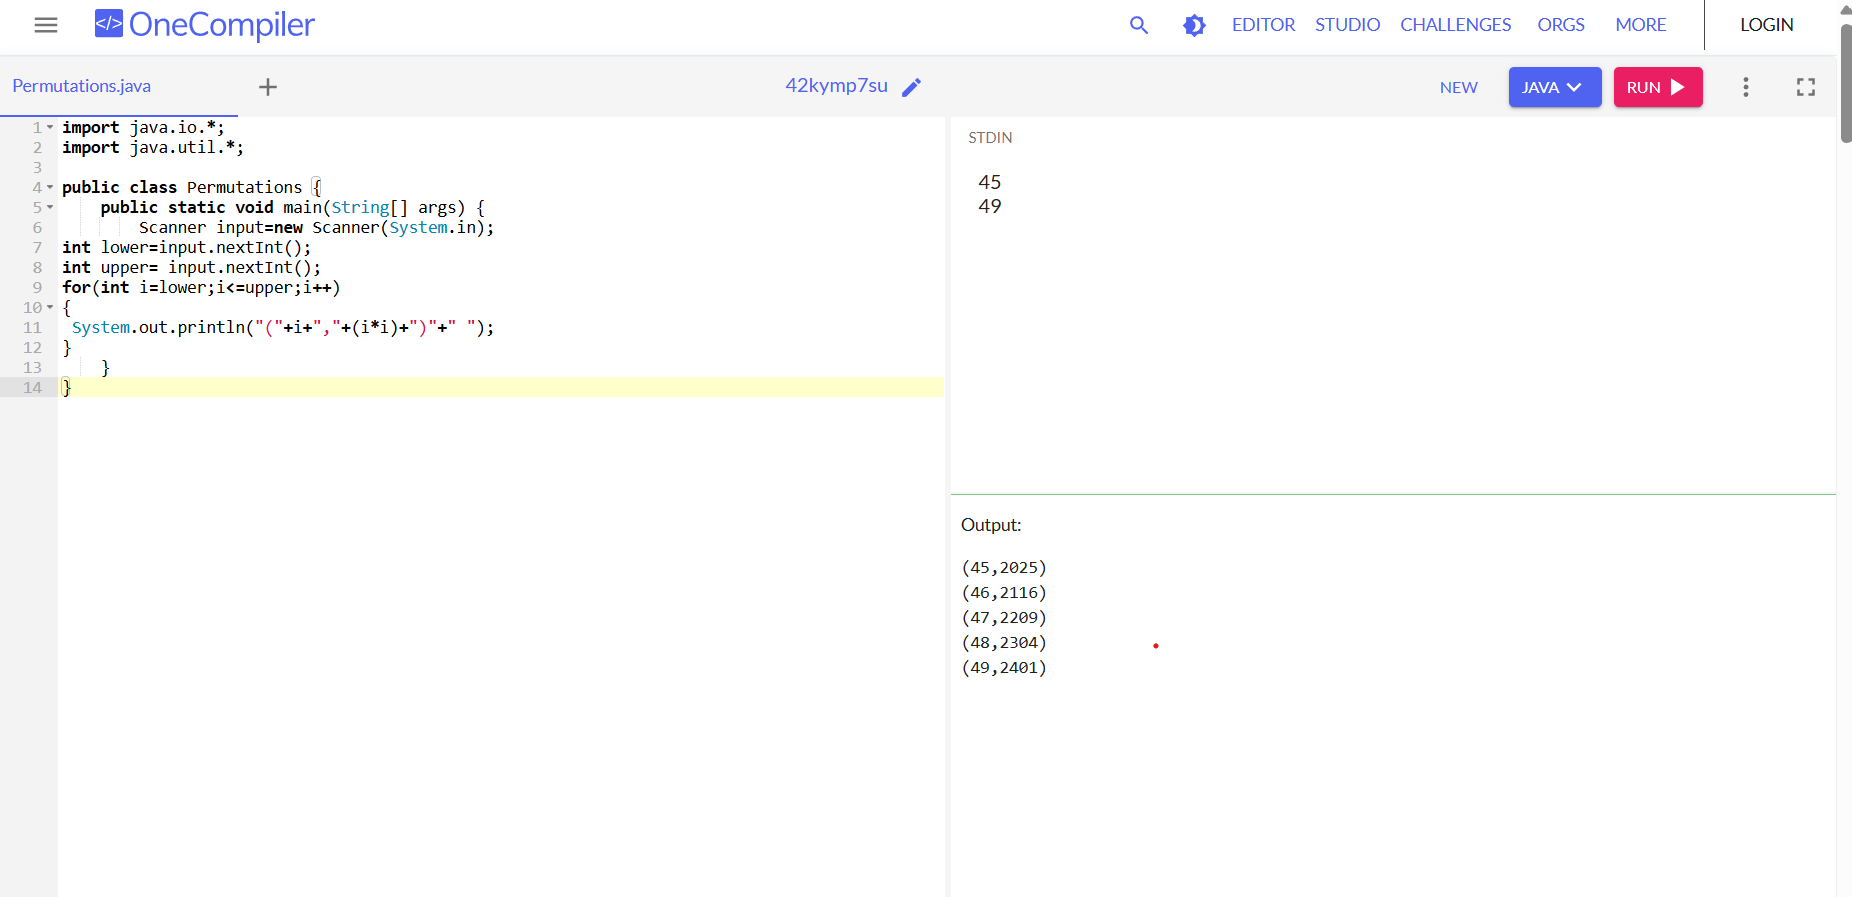 </> OneCompiler
EDITOR STUDIO CHALLENGES ORGS MORE LOGIN
Permutations.java + 42kymp7su NEW JAVA RUN
1 import java.io.*;
2 import java.util.*;
3
4 public class Permutations {
5     public static void main(String[] args) {
6         Scanner input=new Scanner(System.in);
7 int lower=input.nextInt();
8 int upper= input.nextInt();
9 for(int i=lower;i<=upper;i++)
10 {
11  System.out.println("("+i+","+(i*i)+")"+" ");
12 }
13     }
14 }
STDIN
45
49
Output:
(45,2025)
(46,2116)
(47,2209)
(48,2304)
(49,2401)